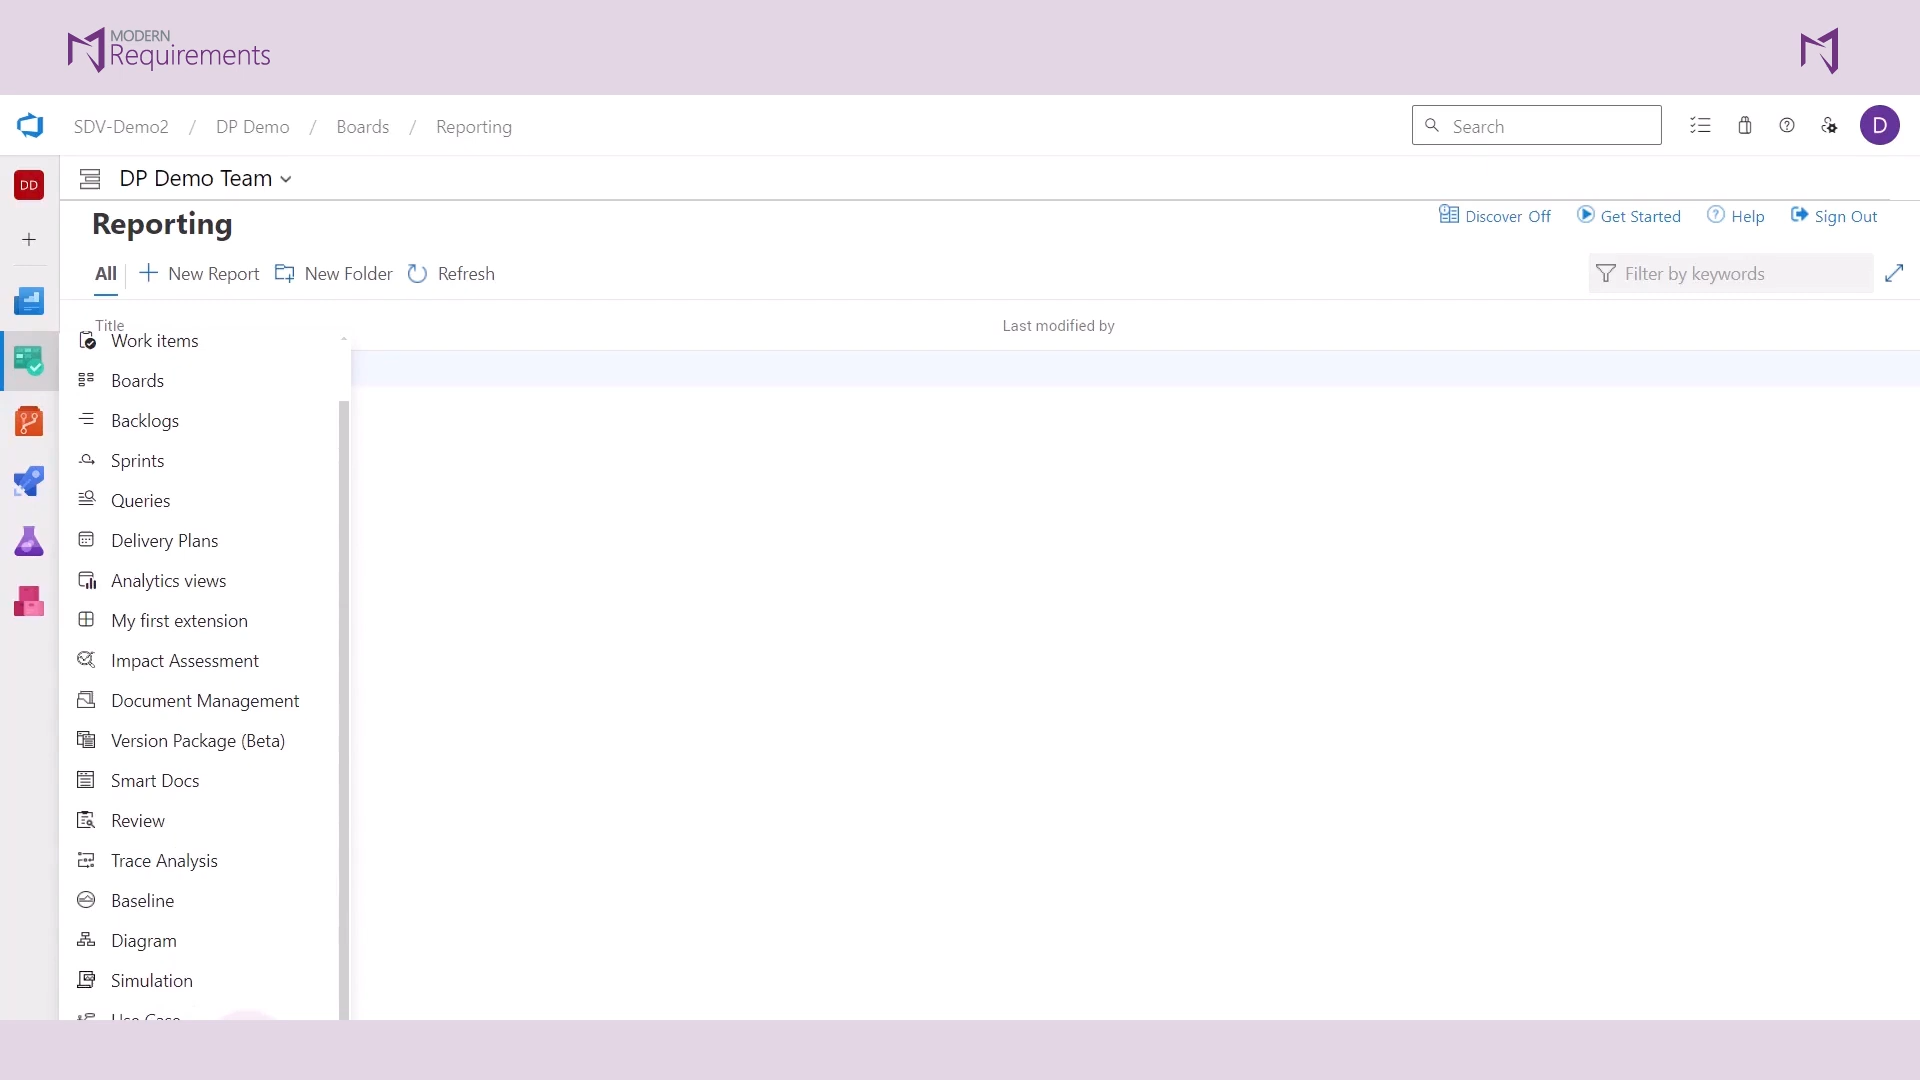 MODERN
Requirements
SDV-Demo2 / DP Demo / Boards / Reporting
Search
D
DD
DP Demo Team
Reporting
Discover Off
Get Started
Help
Sign Out
All
New Report
New Folder
Refresh
Filter by keywords
Title
Last modified by
Work items
Boards
Backlogs
Sprints
Queries
Delivery Plans
Analytics views
My first extension
Impact Assessment
Document Management
Version Package (Beta)
Smart Docs
Review
Trace Analysis
Baseline
Diagram
Simulation
Use Case